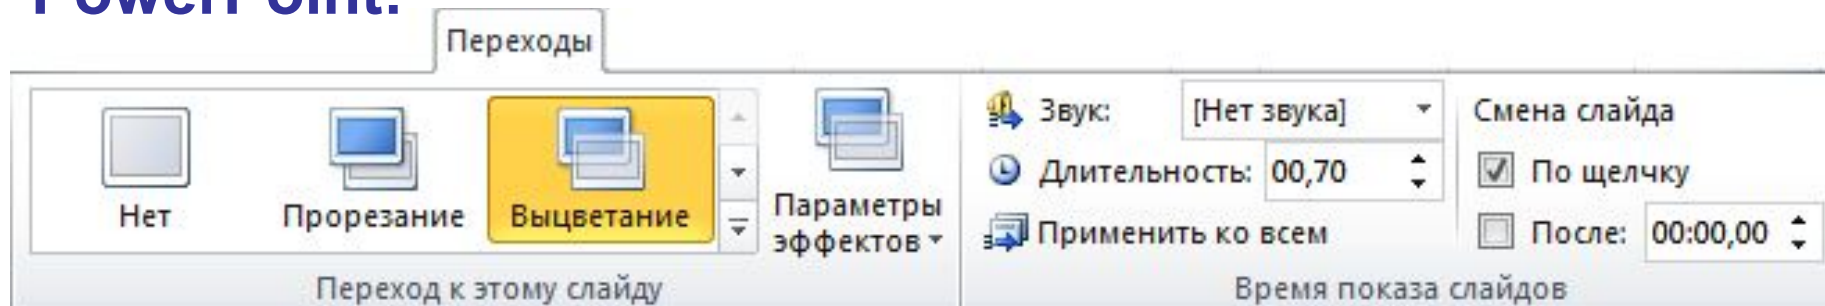 PowerPoint.
Переходы
Нет
Прорезание
Выцветание
Параметры
эффектов
Переход к этому слайду
Звук: [Нет звука]
Длительность: 00,70
Применить ко всем
Смена слайда
По щелчку
После: 00:00,00
Время показа слайдов